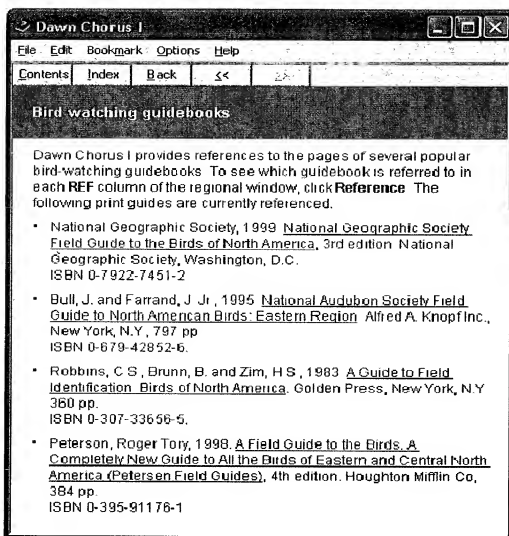 Dawn Chorus I
File Edit Bookmark Options Help
Contents Index Back << >>
Bird-watching guidebooks
Dawn Chorus I provides references to the pages of several popular
bird-watching guidebooks To see which guidebook is referred to in
each REF column of the regional window, click Reference The
following print guides are currently referenced.
• National Geographic Society, 1999 National Geographic Society
Field Guide to the Birds of North America, 3rd edition National
Geographic Society, Washington, D.C.
ISBN 0-7922-7451-2
• Bull, J. and Farrand, J Jr, 1995 National Audubon Society Field
Guide to North American Birds: Eastern Region Alfred A. Knopf Inc.,
New York, N.Y, 797 pp
ISBN 0-679-42852-6.
• Robbins, C S, Brunn, B. and Zim, H S, 1983 A Guide to Field
Identification Birds of North America. Golden Press, New York, N.Y
360 pp.
ISBN 0-307-33656-5.
• Peterson, Roger Tory, 1998. A Field Guide to the Birds. A
Completely New Guide to All the Birds of Eastern and Central North
America (Petersen Field Guides), 4th edition. Houghton Mifflin Co,
384 pp.
ISBN 0-395-91176-1